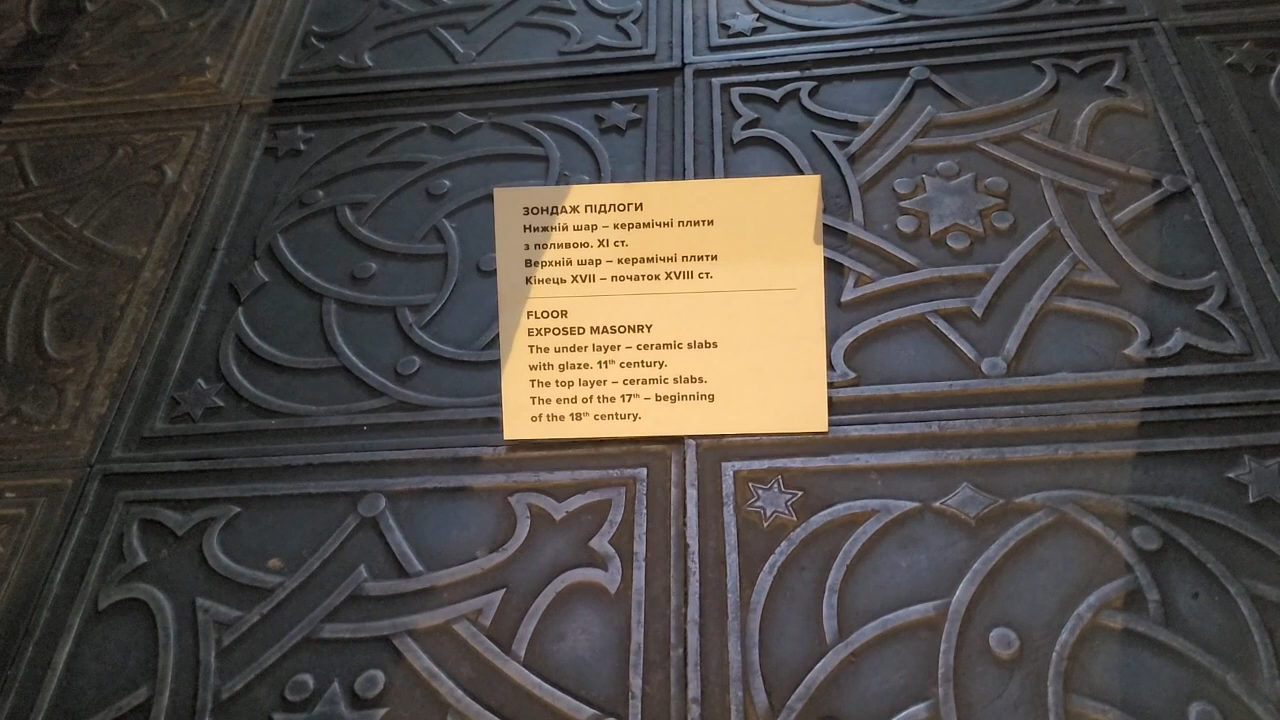 ЗОНДАЖ ПІДЛОГИ
Нижній шар – керамічні плити
з поливою. XI ст.
Верхній шар – керамічні плити
Кінець XVII – початок XVIII ст.
FLOOR
EXPOSED MASONRY
The under layer – ceramic slabs
with glaze. 11th century.
The top layer – ceramic slabs.
The end of the 17th – beginning
of the 18th century.